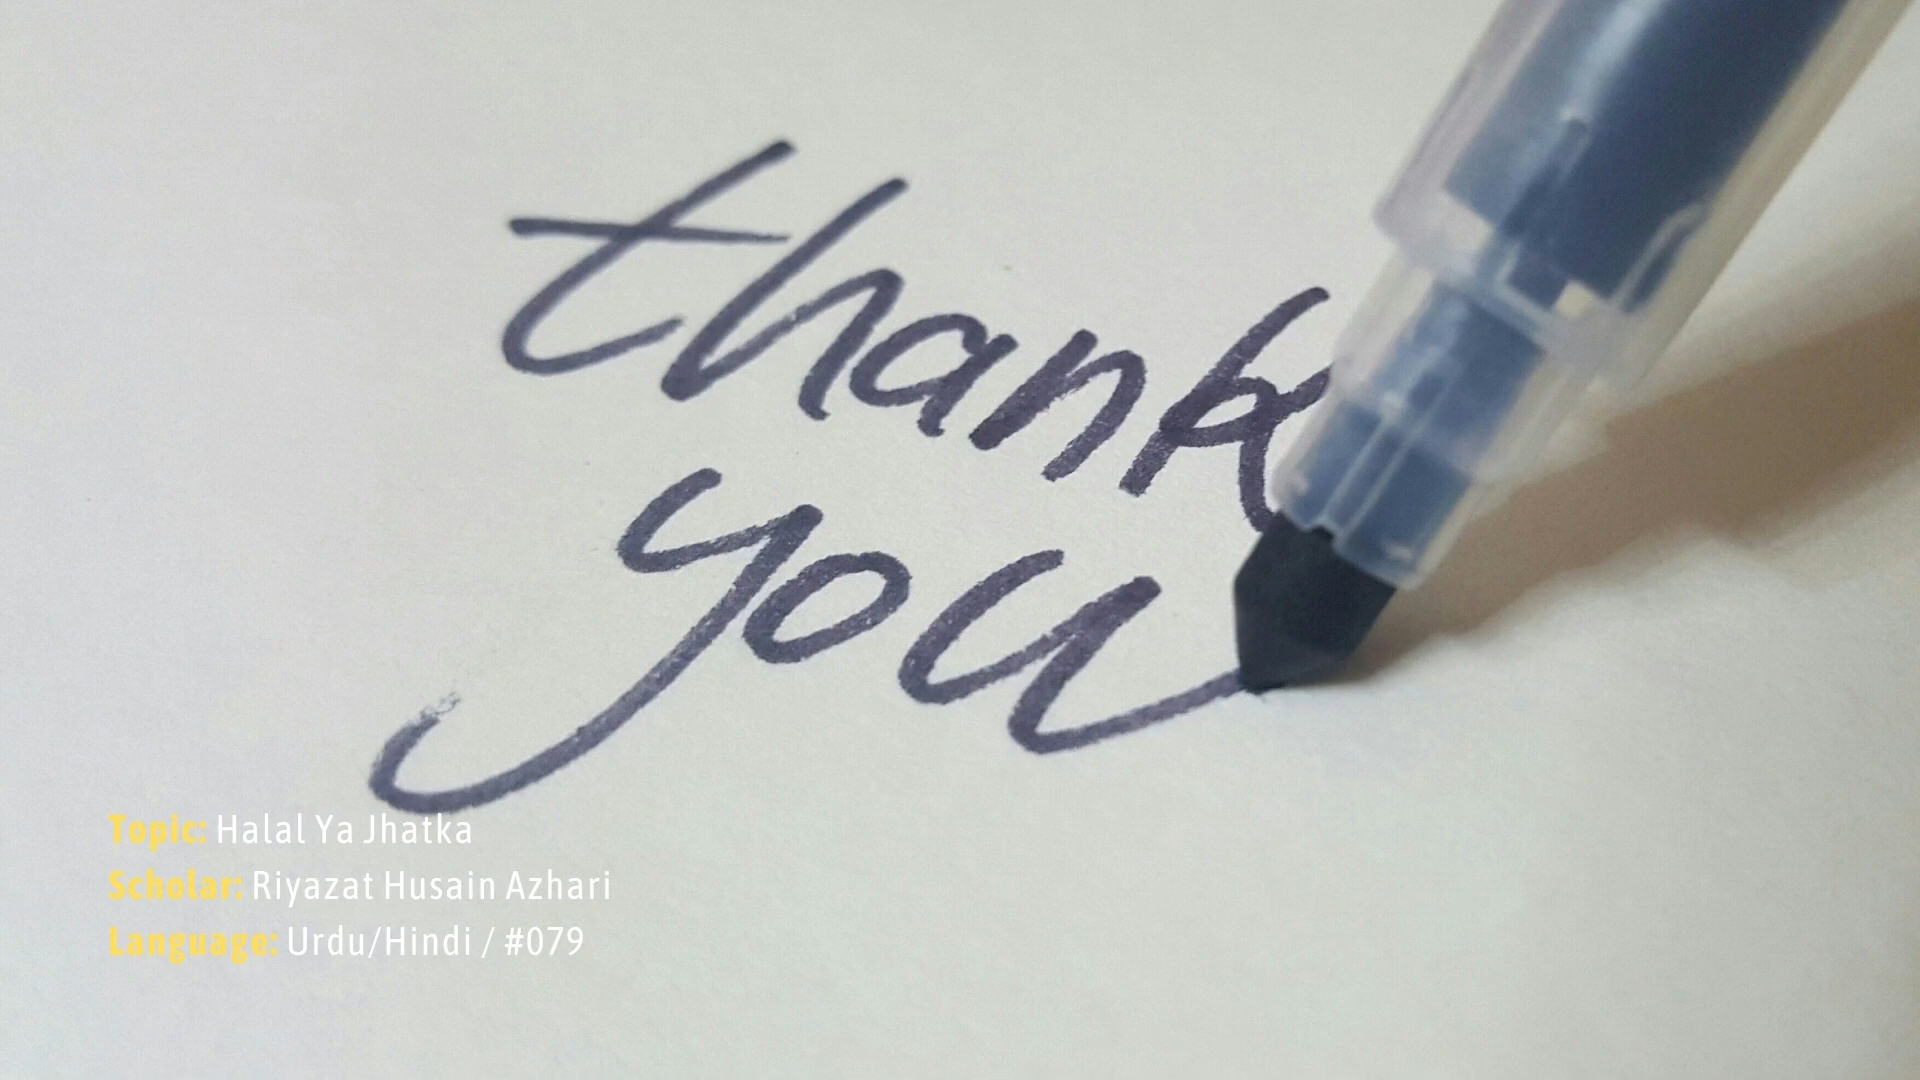 thank
you
Topic: Halal Ya Jhatka
Scholar: Riyazat Husain Azhari
Language: Urdu/Hindi / #079